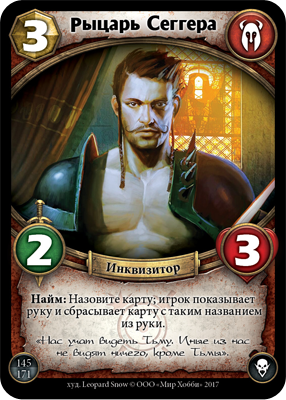 3
Рыцарь Сеггера
2
3
Инквизитор
Найм: Назовите карту; игрок показывает
руку и сбрасывает карту с таким названием
из руки.
«Нас учат видеть Тьму. Иные из нас
не видят ничего, кроме Тьмы».
145
171
худ. Leopard Snow © ООО «Мир Хобби» 2017